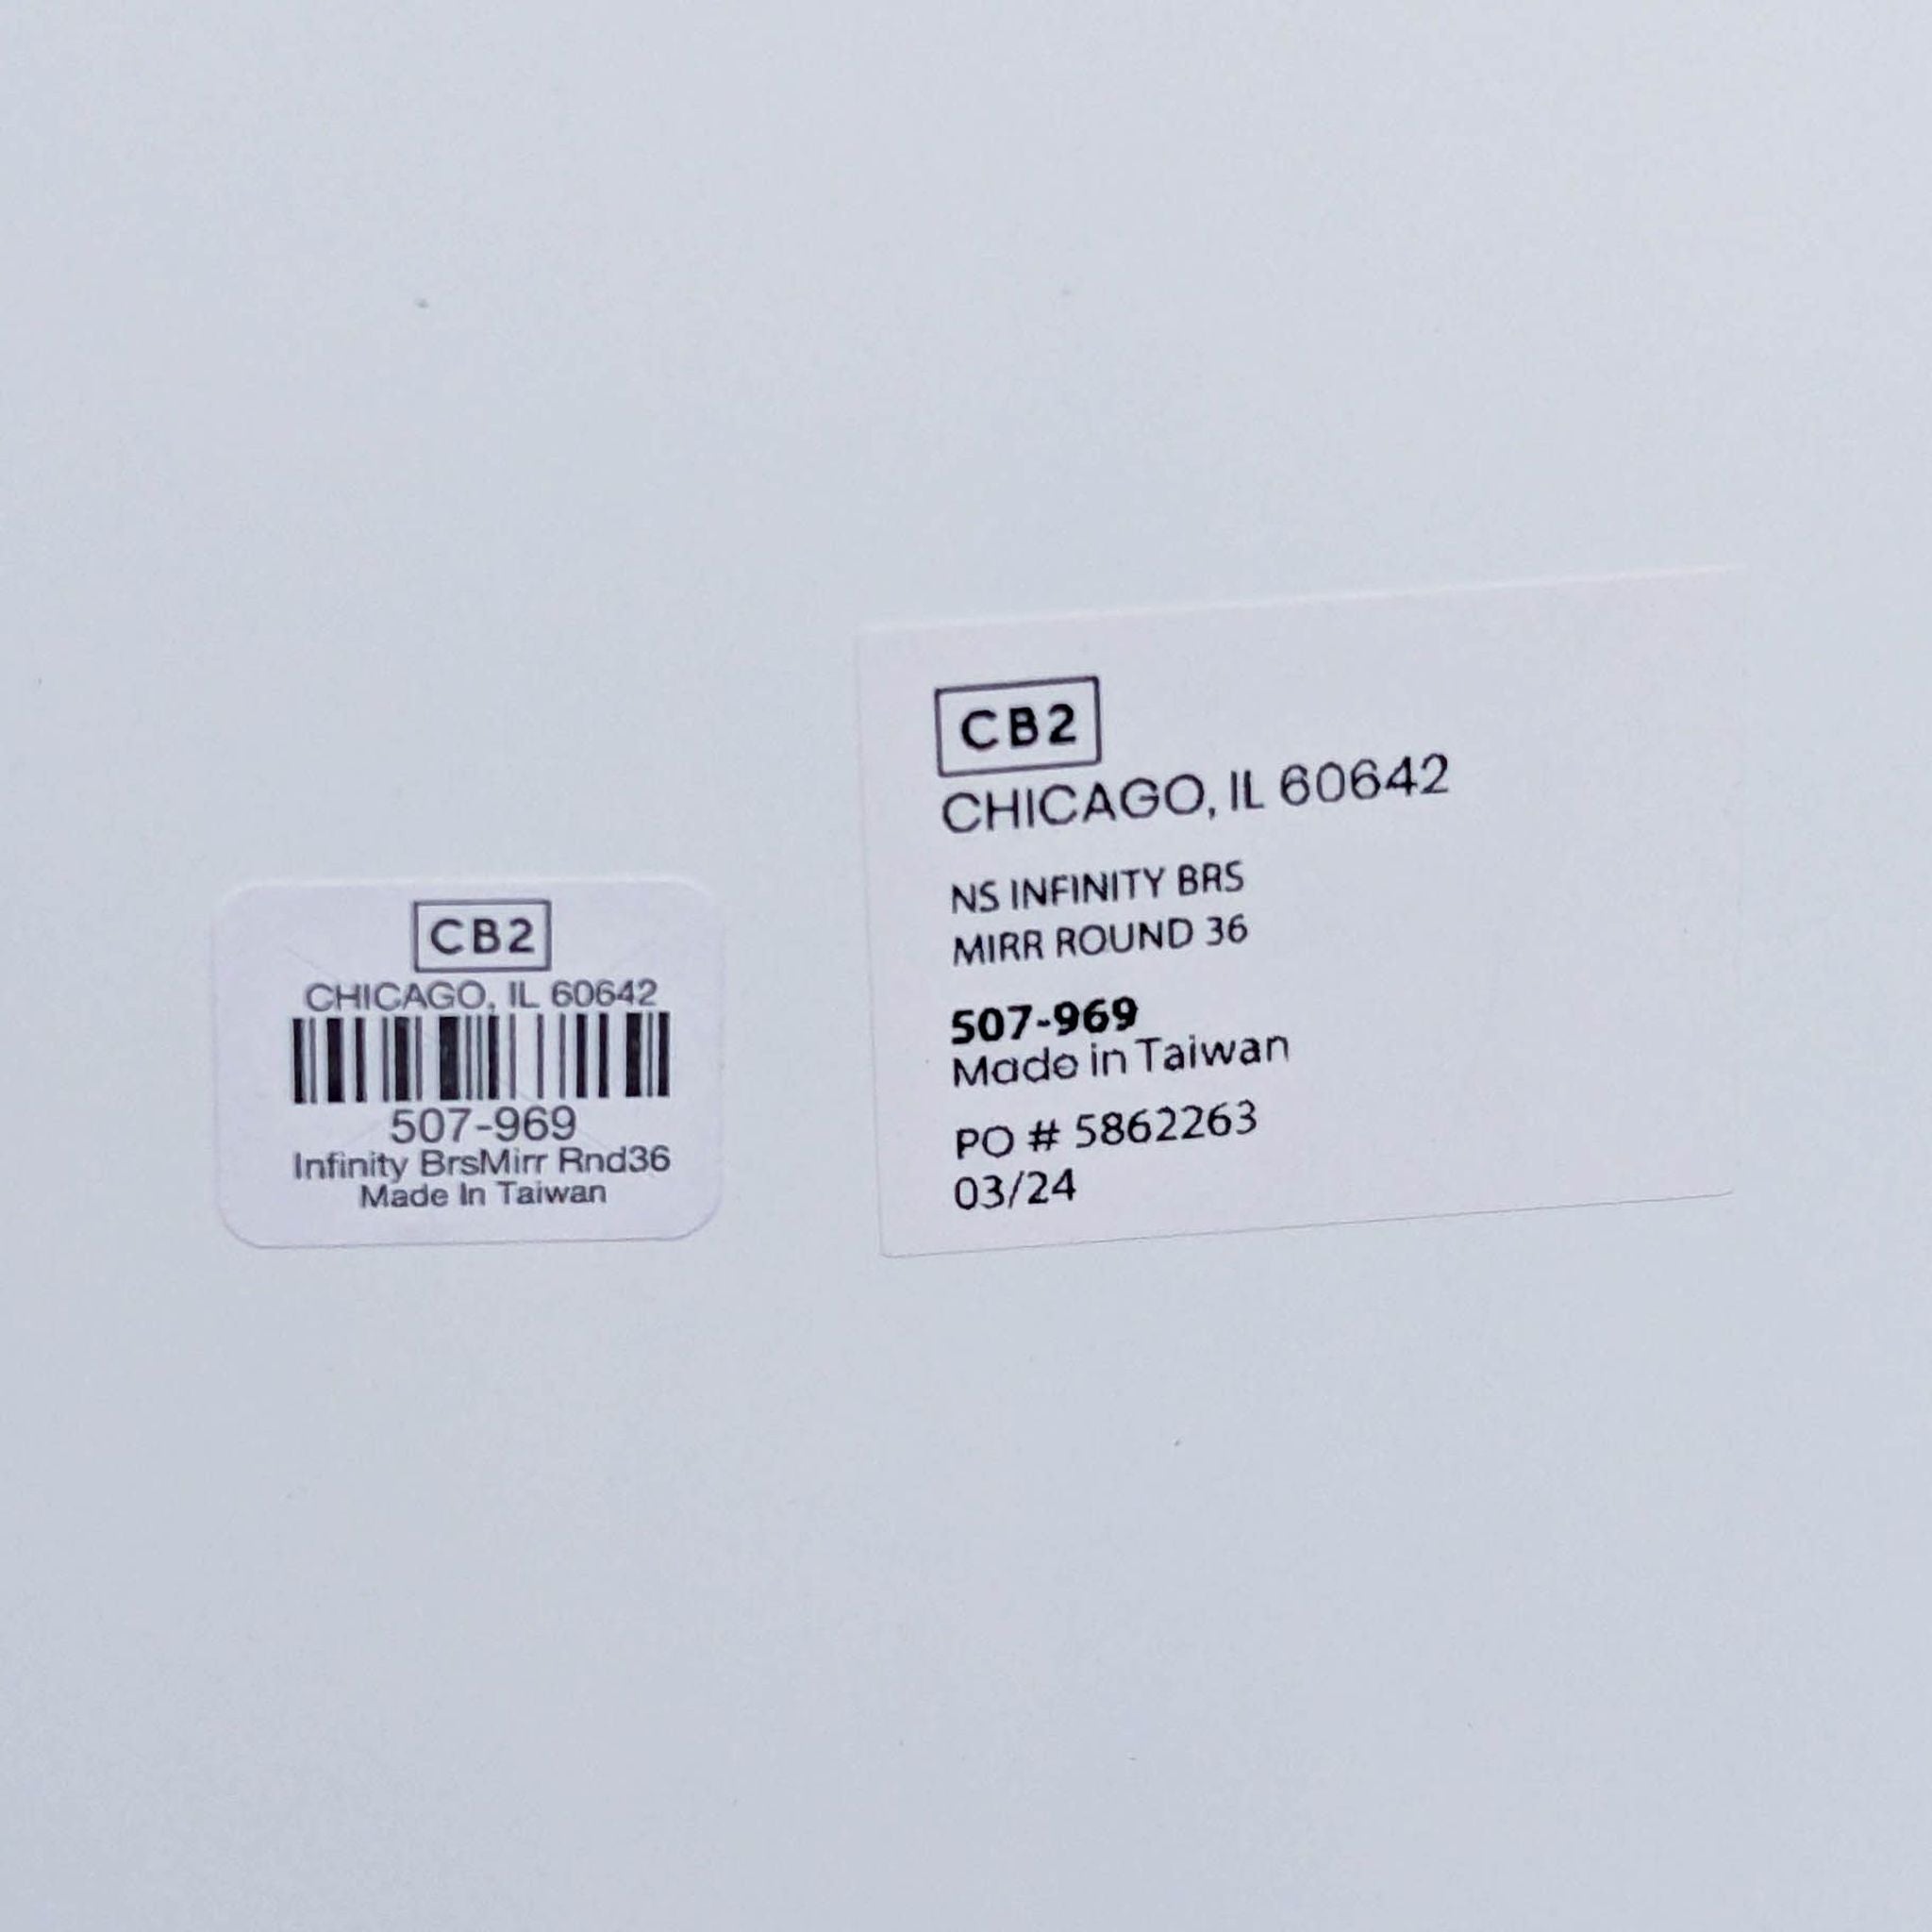 CB2
CHICAGO, IL 60642
507-969
Infinity BrsMirr Rnd36
Made In Taiwan
CB2
CHICAGO, IL 60642
NS INFINITY BRS
MIRR ROUND 36
507-969
Made in Taiwan
PO # 5862263
03/24